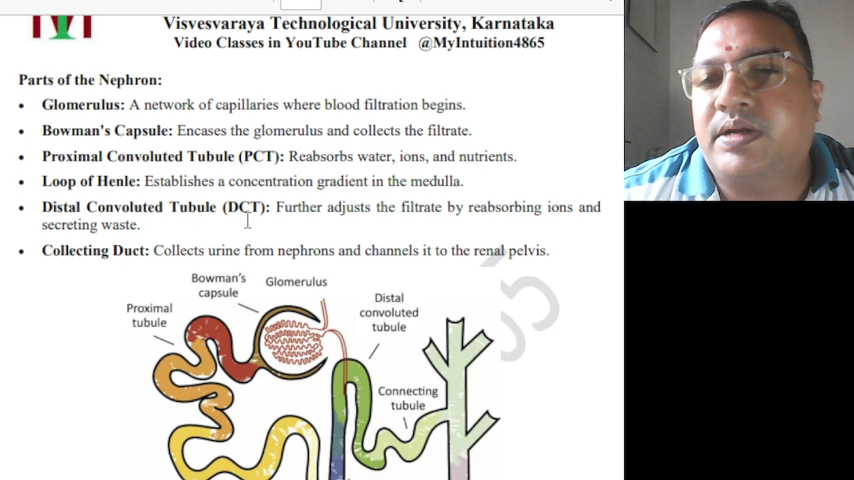 Visvesvaraya Technological University, Karnataka
Video Classes in YouTube Channel @MyIntuition4865
Parts of the Nephron:
• Glomerulus: A network of capillaries where blood filtration begins.
• Bowman's Capsule: Encases the glomerulus and collects the filtrate.
• Proximal Convoluted Tubule (PCT): Reabsorbs water, ions, and nutrients.
• Loop of Henle: Establishes a concentration gradient in the medulla.
• Distal Convoluted Tubule (DCT): Further adjusts the filtrate by reabsorbing ions and
secreting waste.
• Collecting Duct: Collects urine from nephrons and channels it to the renal pelvis.
Bowman's
capsule
Glomerulus
Proximal
tubule
Distal
convoluted
tubule
Connecting
tubule